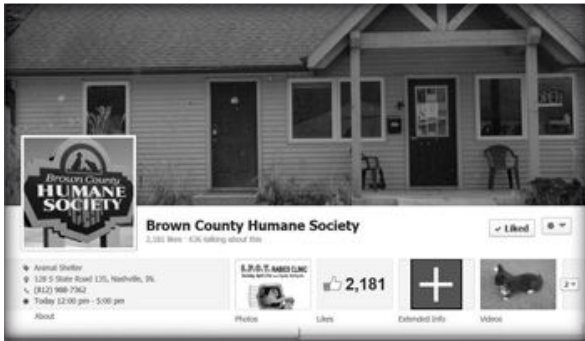 Brown County
HUMANE
SOCIETY
Brown County Humane Society
2,181 likes · 636 talking about this
✓ Liked
Animal Shelter
128 S State Road 135, Nashville, IN.
(812) 988-7362
Today 12:00 pm - 5:00 pm
About
S.P.O.T. RABIES CLINIC
Photos
2,181
Likes
Extended Info
Videos
2